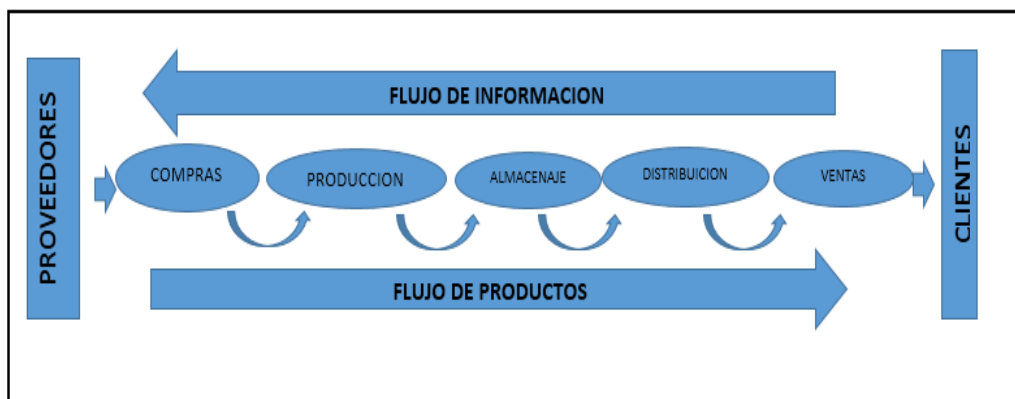 PROVEEDORES
FLUJO DE INFORMACION
COMPRAS
PRODUCCION
ALMACENAJE
DISTRIBUICION
VENTAS
FLUJO DE PRODUCTOS
CLIENTES